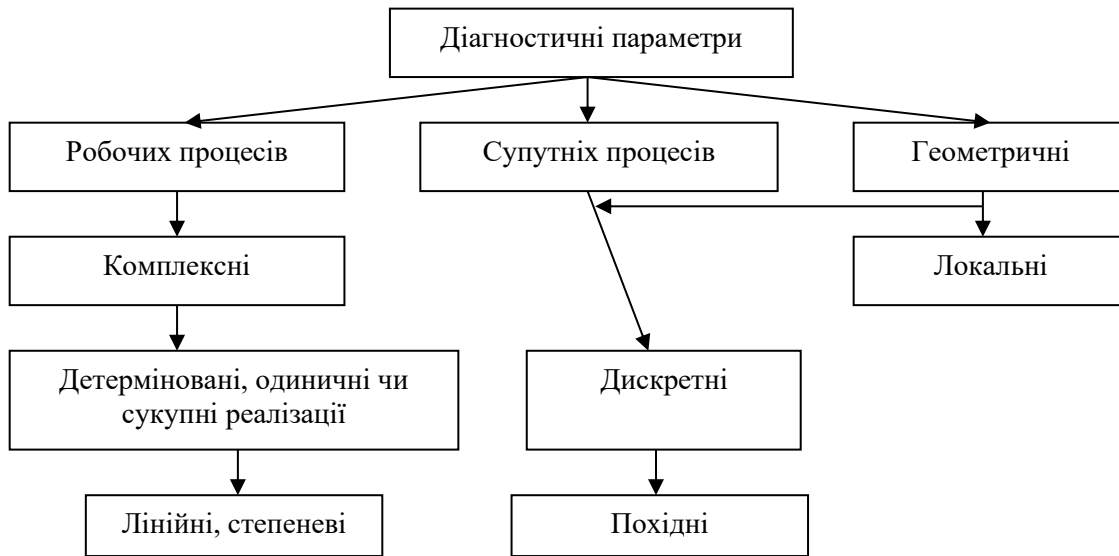 Діагностичні параметри
Робочих процесів
Супутніх процесів
Геометричні
Комплексні
Локальні
Детерміновані, одиничні чи
сукупні реалізації
Дискретні
Лінійні, степеневі
Похідні